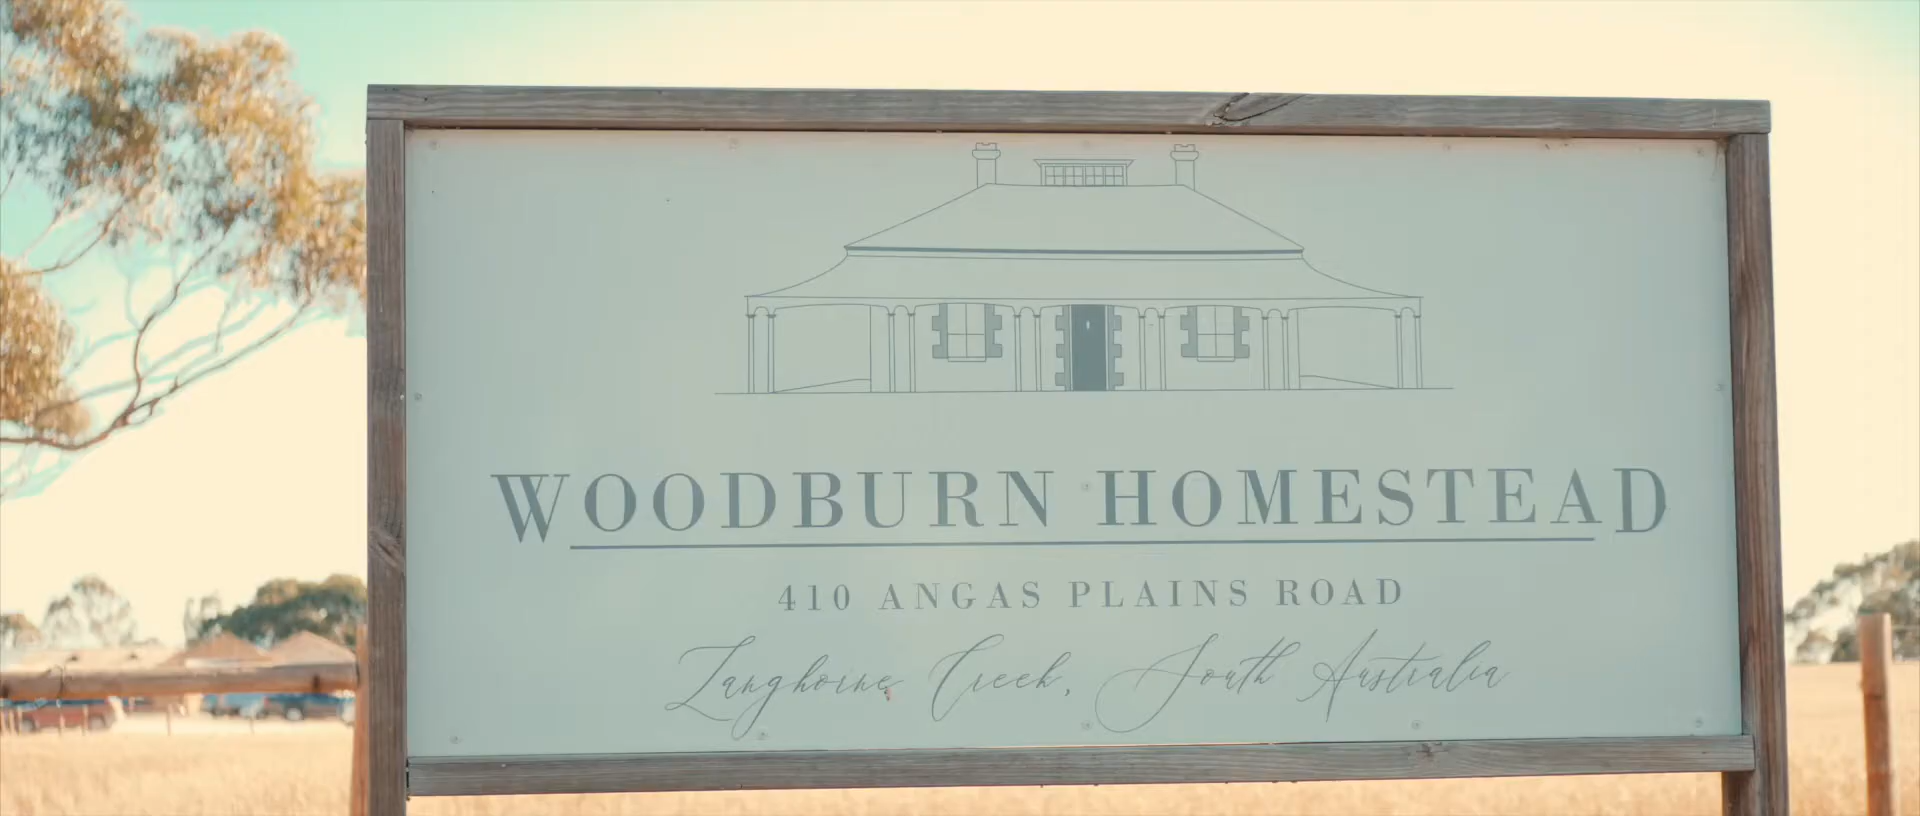 WOODBURN HOMESTEAD
410 ANGAS PLAINS ROAD
Langhorne Creek, South Australia